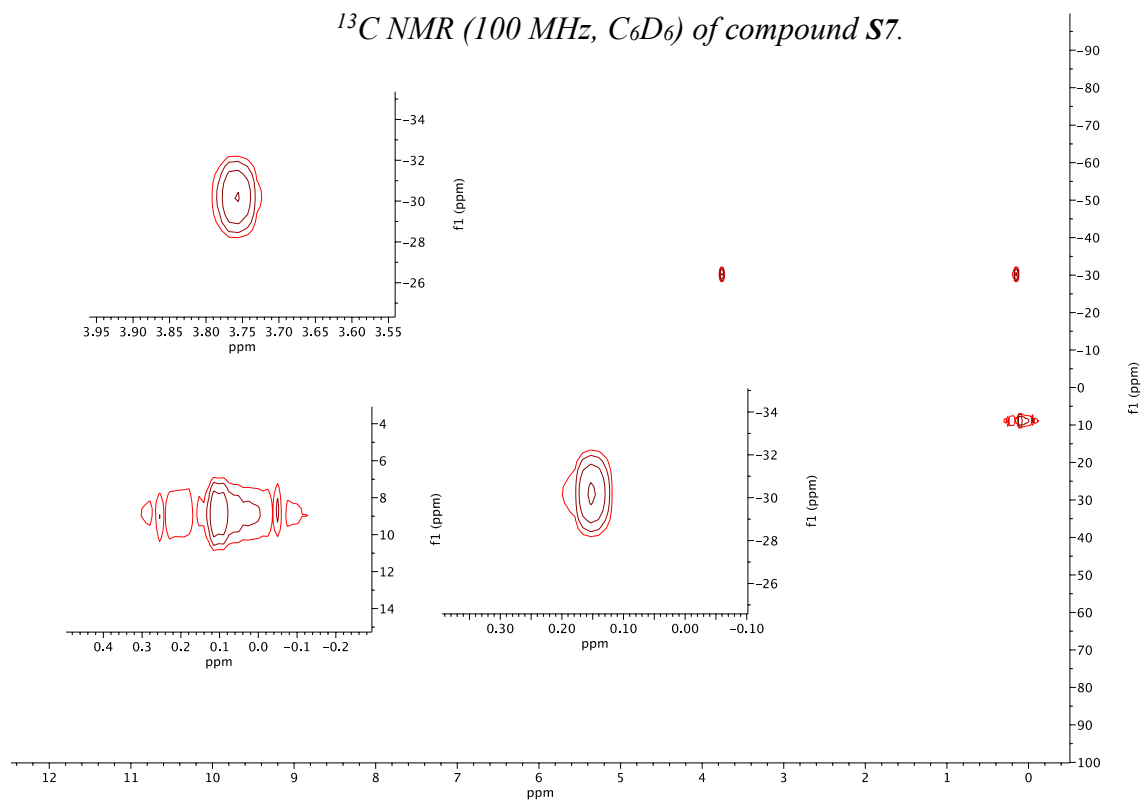 ¹³C NMR (100 MHz, C₆D₆) of compound S7.
-34
-32
-30
-28
-26
f1 (ppm)
3.95 3.90 3.85 3.80 3.75 3.70 3.65 3.60 3.55
ppm
4
6
8
10
12
14
f1 (ppm)
0.4 0.3 0.2 0.1 0.0 -0.1 -0.2
ppm
-34
-32
-30
-28
-26
f1 (ppm)
0.30 0.20 0.10 0.00 -0.10
ppm
-90
-80
-70
-60
-50
-40
-30
-20
-10
0
10
20
30
40
50
60
70
80
90
100
f1 (ppm)
12 11 10 9 8 7 6 5 4 3 2 1 0
ppm